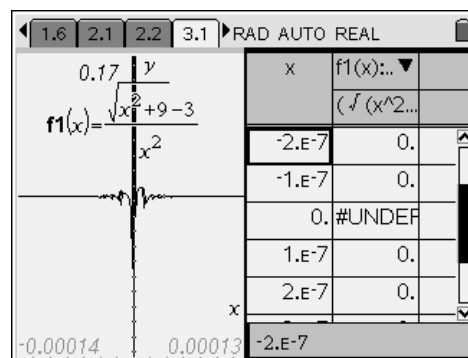 1.6 2.1 2.2 3.1 RAD AUTO REAL
0.17 y
f1(x)=√(x²+9-3)/x²
x
-0.00014 0.00013
x f1(x):.. ▼
(√(x^2...
-2.E-7 0.
-1.E-7 0.
0. #UNDEF
1.E-7 0.
2.E-7 0.
-2.E-7